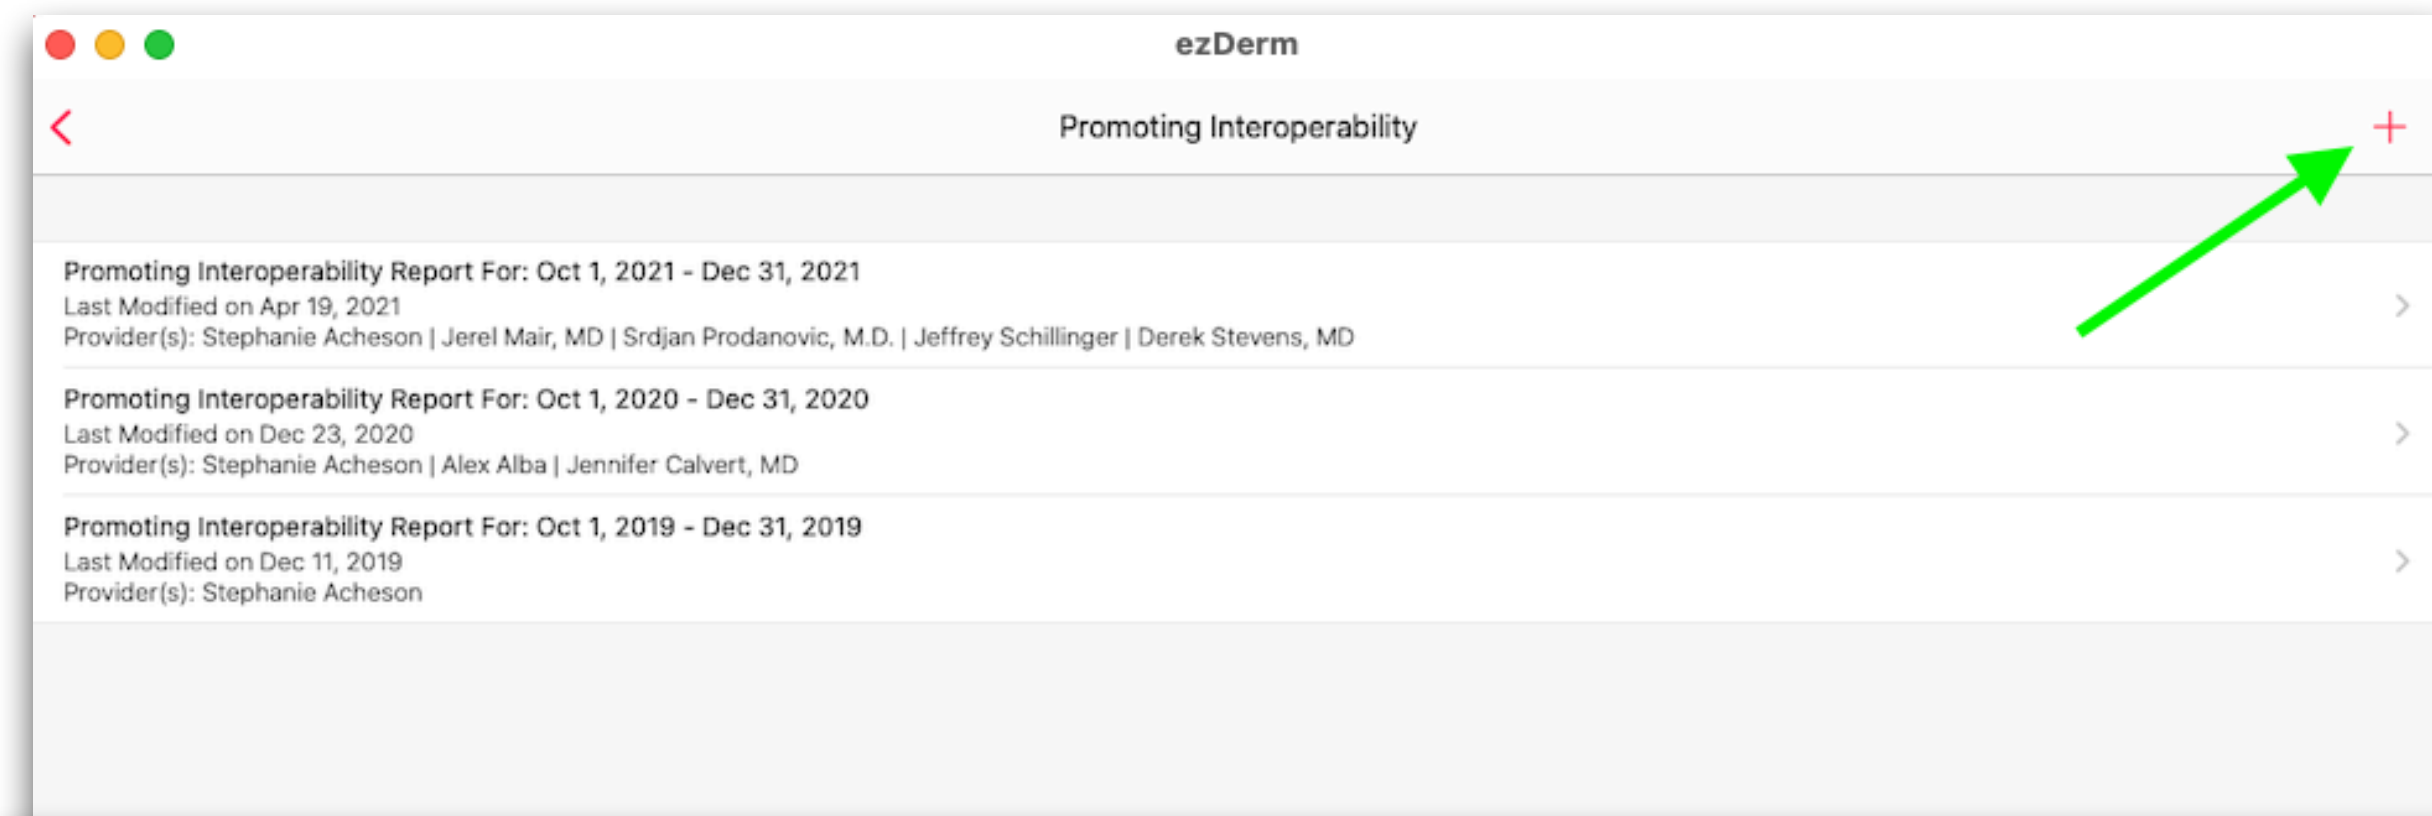 ezDerm
Promoting Interoperability
Promoting Interoperability Report For: Oct 1, 2021 - Dec 31, 2021
Last Modified on Apr 19, 2021
Provider(s): Stephanie Acheson | Jerel Mair, MD | Srdjan Prodanovic, M.D. | Jeffrey Schillinger | Derek Stevens, MD
Promoting Interoperability Report For: Oct 1, 2020 - Dec 31, 2020
Last Modified on Dec 23, 2020
Provider(s): Stephanie Acheson | Alex Alba | Jennifer Calvert, MD
Promoting Interoperability Report For: Oct 1, 2019 - Dec 31, 2019
Last Modified on Dec 11, 2019
Provider(s): Stephanie Acheson